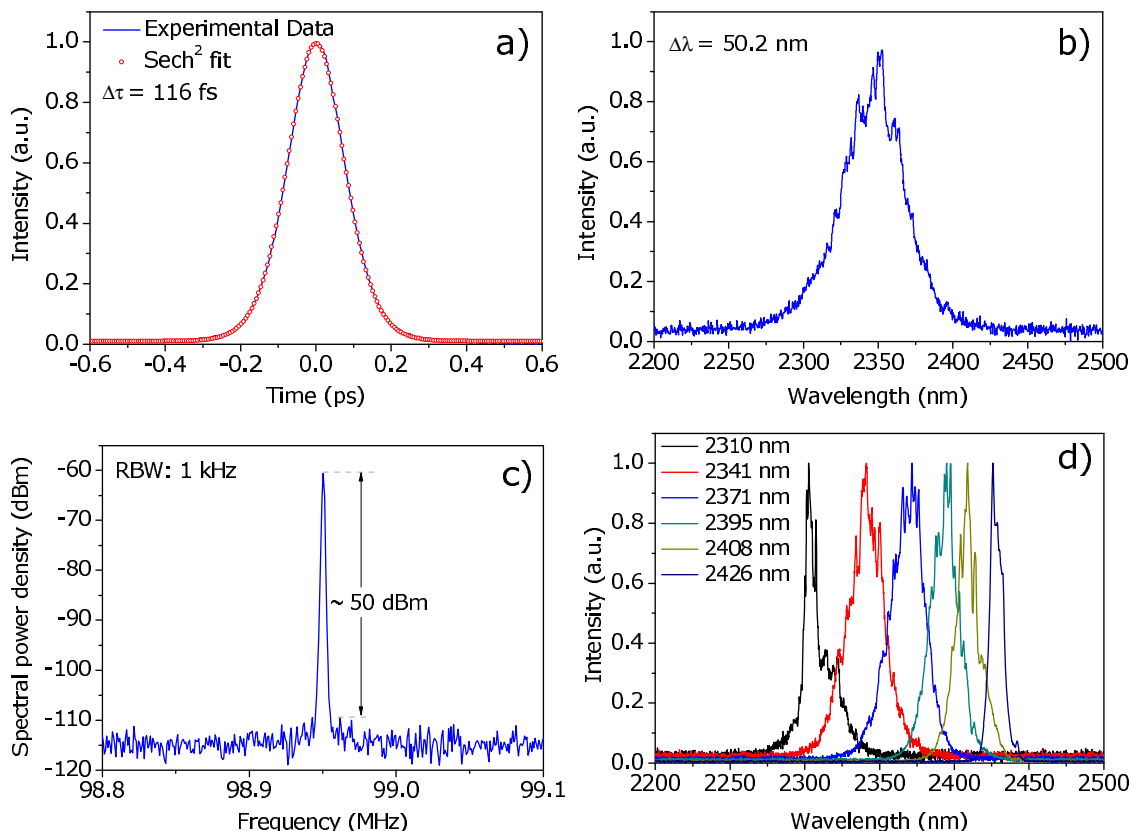 Experimental Data
Sech² fit
Δτ = 116 fs
a)
1.0
0.8
0.6
0.4
0.2
0.0
Intensity (a.u.)
-0.6 -0.4 -0.2 0.0 0.2 0.4 0.6
Time (ps)
Δλ = 50.2 nm
b)
1.0
0.8
0.6
0.4
0.2
0.0
Intensity (a.u.)
2200 2250 2300 2350 2400 2450 2500
Wavelength (nm)
RBW: 1 kHz
c)
-60
-70
-80
-90
-100
-110
-120
Spectral power density (dBm)
~ 50 dBm
98.8 98.9 99.0 99.1
Frequency (MHz)
2310 nm
2341 nm
2371 nm
2395 nm
2408 nm
2426 nm
d)
1.0
0.8
0.6
0.4
0.2
0.0
Intensity (a.u.)
2200 2250 2300 2350 2400 2450 2500
Wavelength (nm)